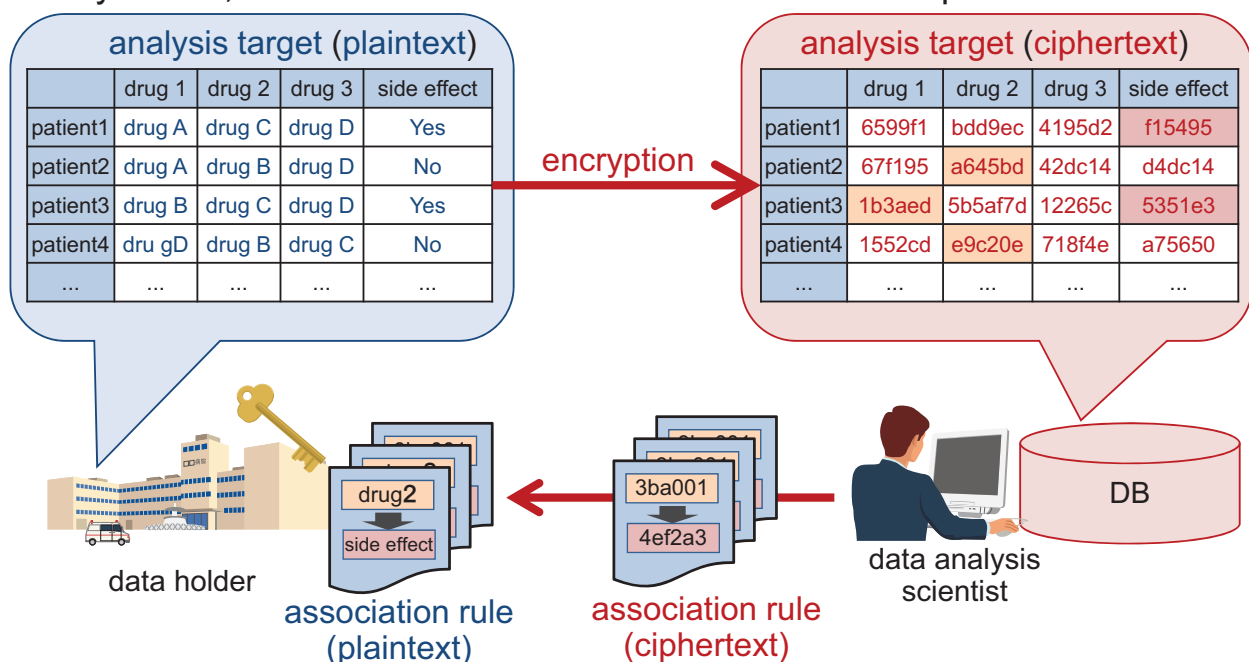 analysis target (plaintext)
drug 1 drug 2 drug 3 side effect
patient1 drug A drug C drug D Yes
patient2 drug A drug B drug D No
patient3 drug B drug C drug D Yes
patient4 dru gD drug B drug C No
... ... ... ... ...
encryption
analysis target (ciphertext)
drug 1 drug 2 drug 3 side effect
patient1 6599f1 bdd9ec 4195d2 f15495
patient2 67f195 a645bd 42dc14 d4dc14
patient3 1b3aed 5b5af7d 12265c 5351e3
patient4 1552cd e9c20e 718f4e a75650
... ... ... ... ...
data holder
drug2
side effect
association rule
(plaintext)
3ba001
4ef2a3
association rule
(ciphertext)
data analysis
scientist
DB